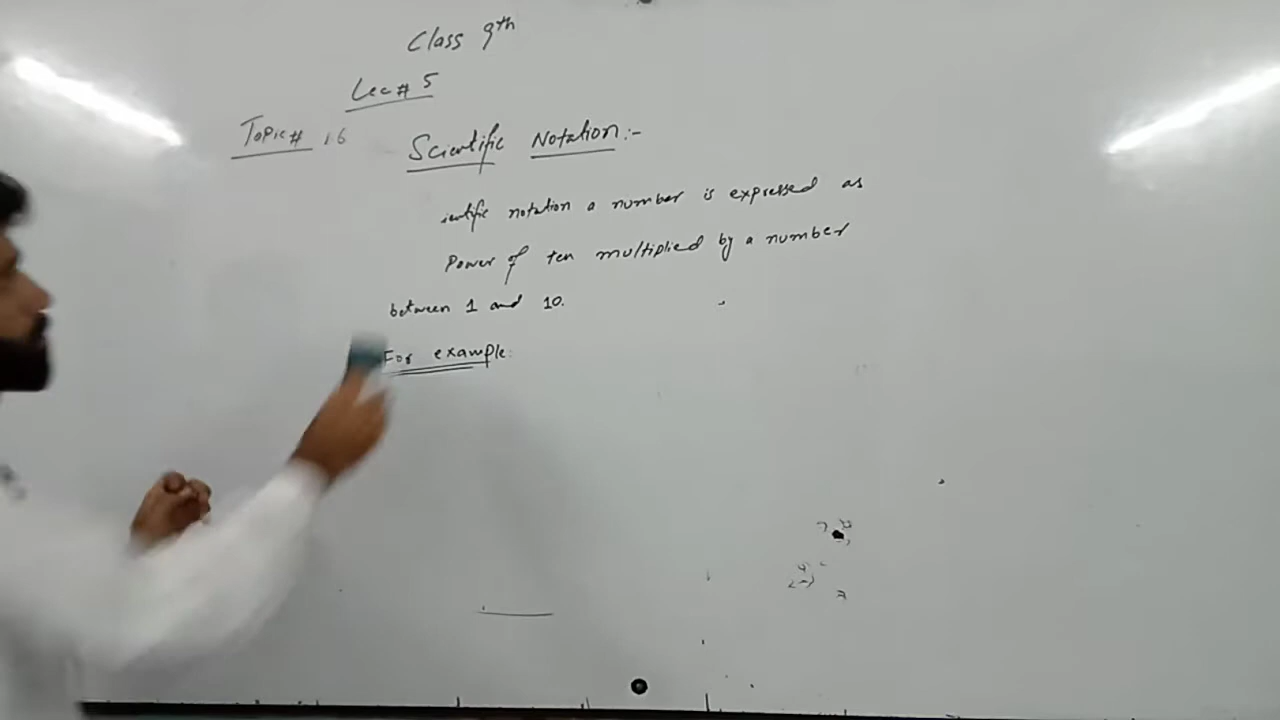 Class 9th
Lec # 5
Topic # 1.6
Scientific Notation:-
ientific notation a number is expressed as
Power of ten multiplied by a number
between 1 and 10.
For example: